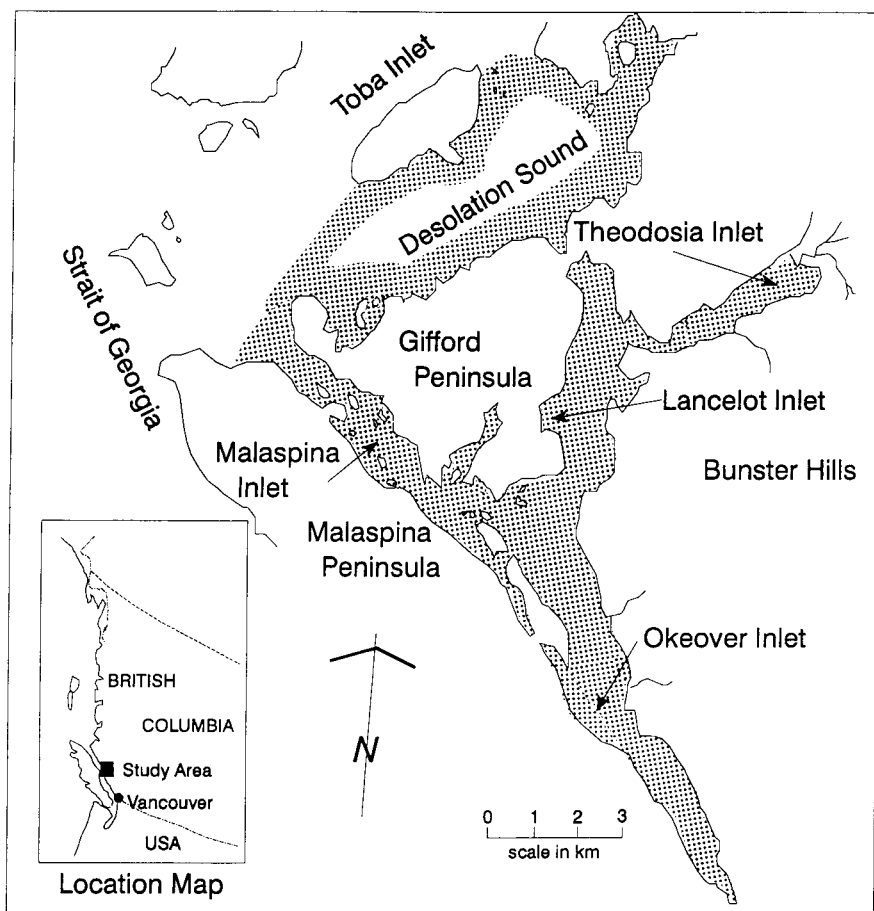 Toba Inlet
Desolation Sound
Theodosia Inlet
Strait of Georgia
Gifford
Peninsula
Lancelot Inlet
Malaspina
Inlet
Bunster Hills
Malaspina
Peninsula
Okeover Inlet
N
0 1 2 3
scale in km
BRITISH
COLUMBIA
Study Area
Vancouver
USA
Location Map